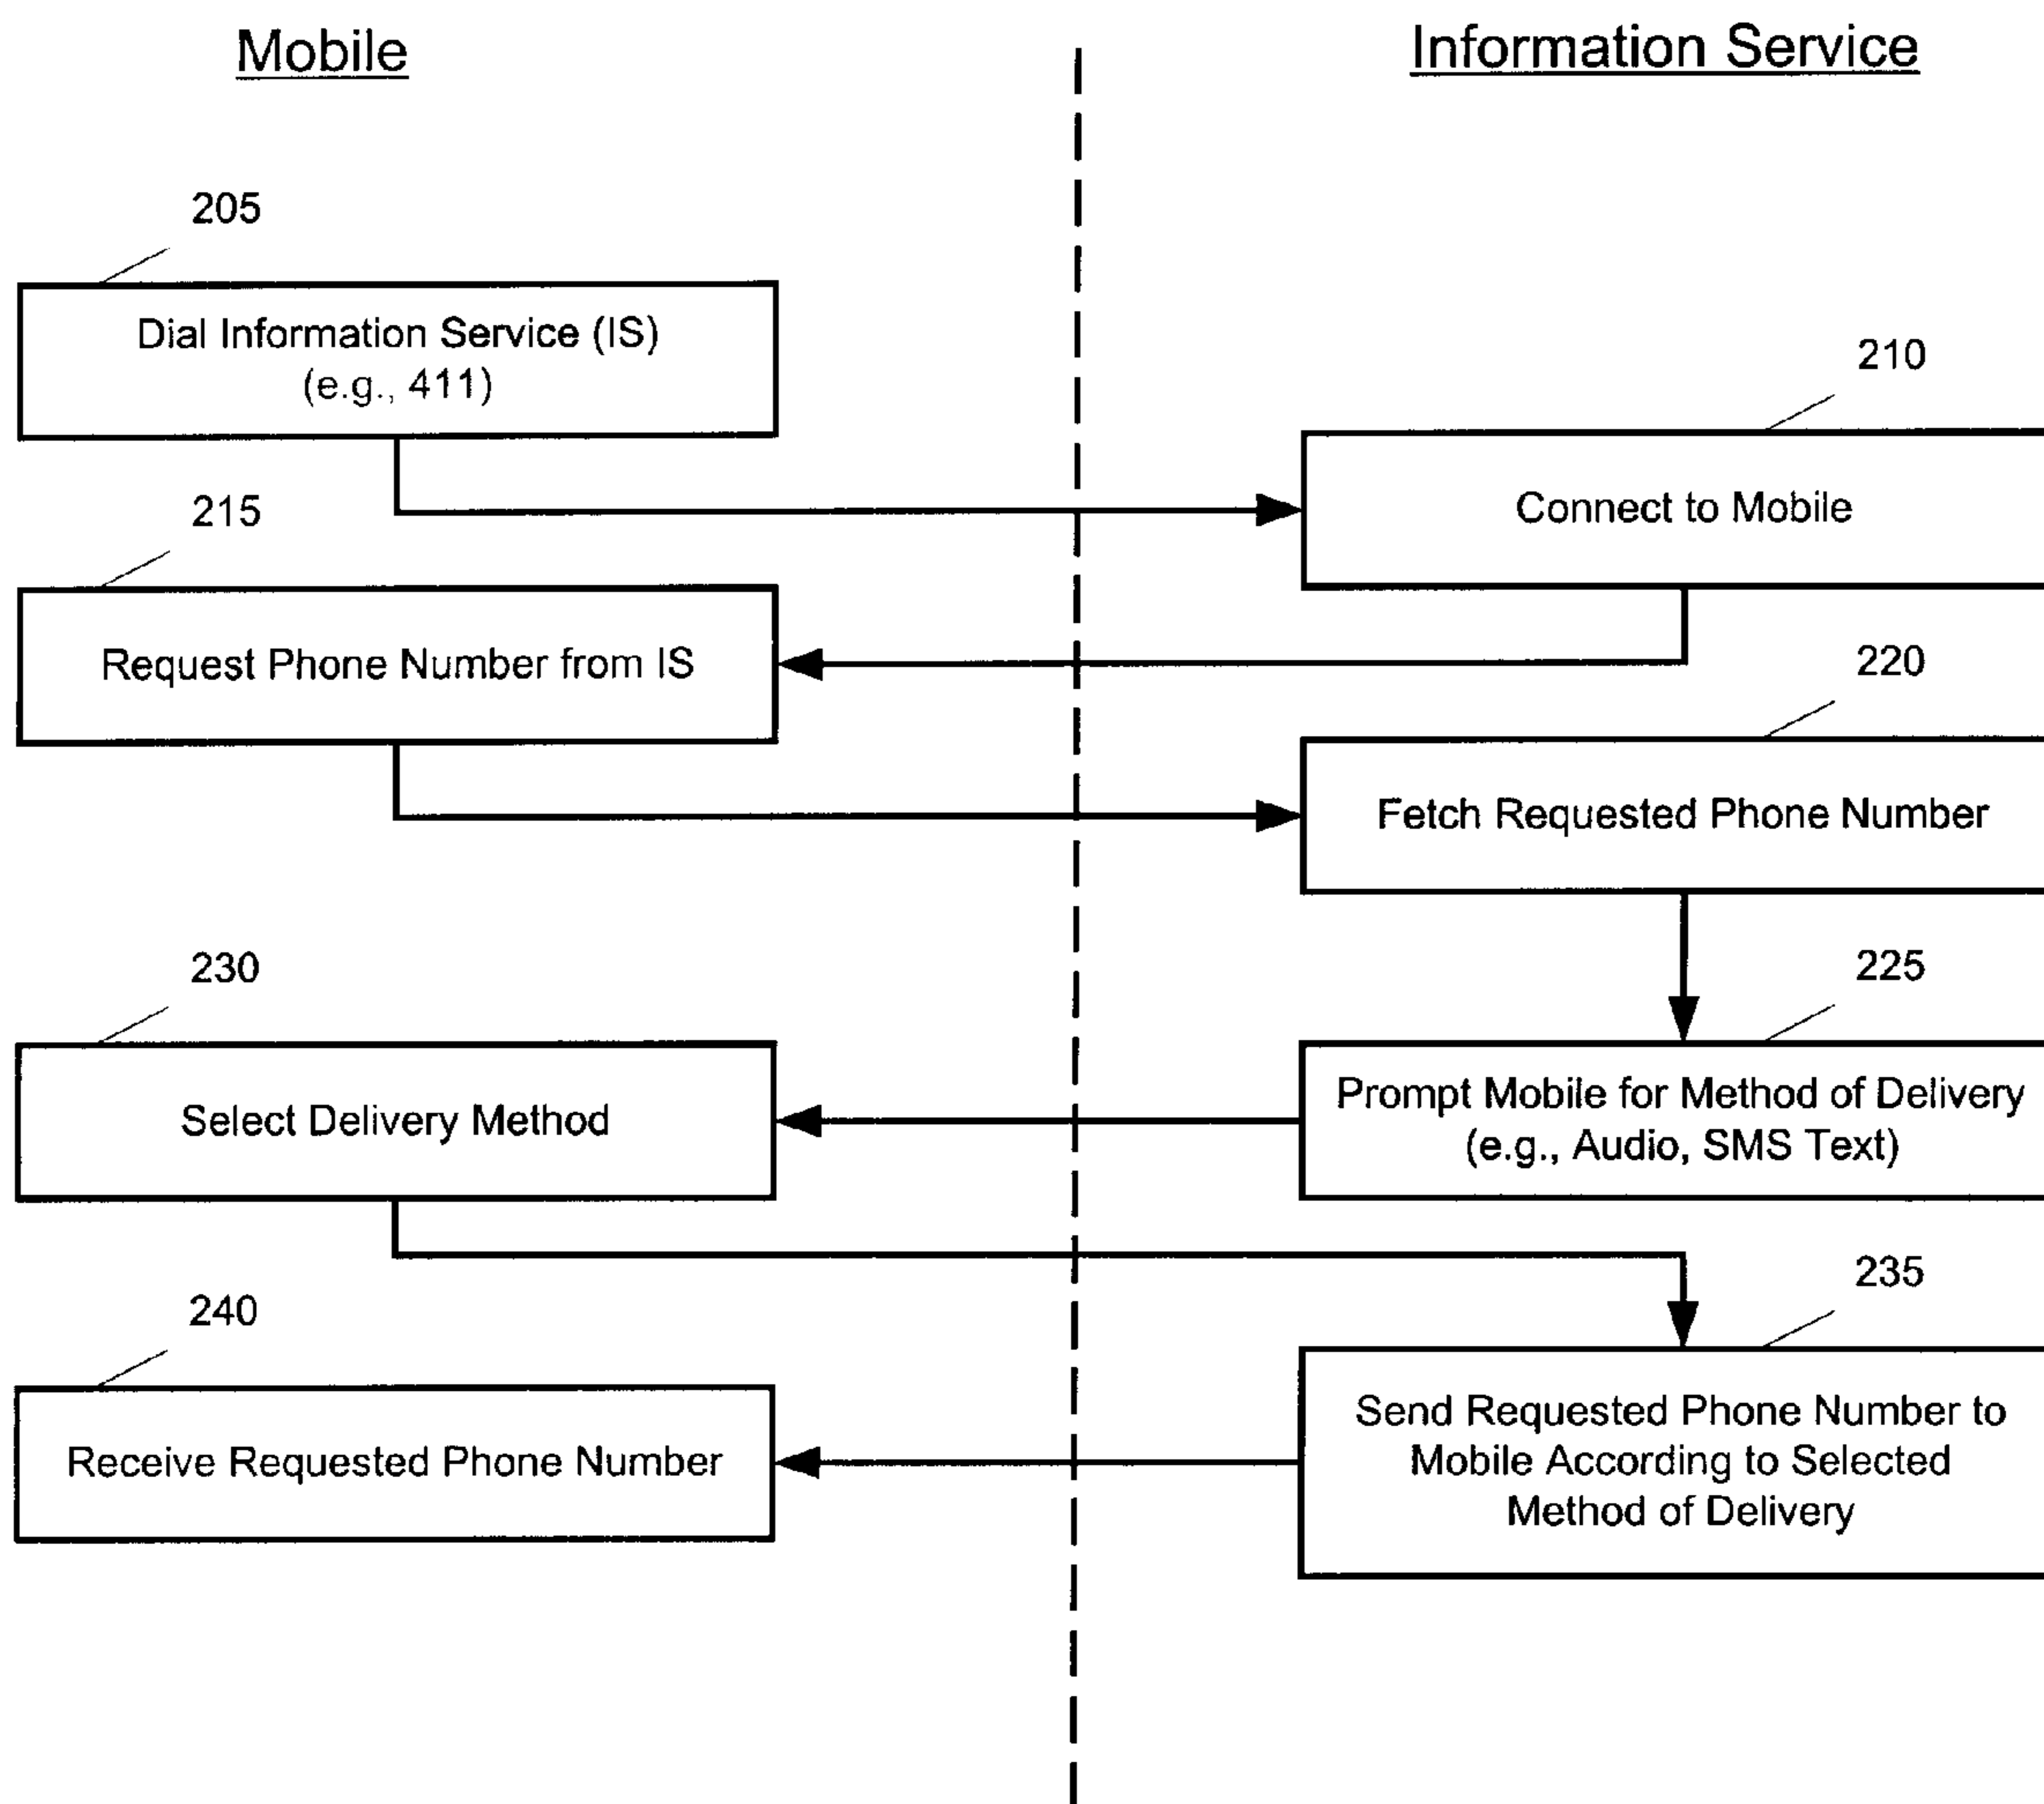 Mobile
Information Service
205
Dial Information Service (IS)
(e.g., 411)
210
Connect to Mobile
215
Request Phone Number from IS
220
Fetch Requested Phone Number
225
Prompt Mobile for Method of Delivery
(e.g., Audio, SMS Text)
230
Select Delivery Method
235
Send Requested Phone Number to
Mobile According to Selected
Method of Delivery
240
Receive Requested Phone Number